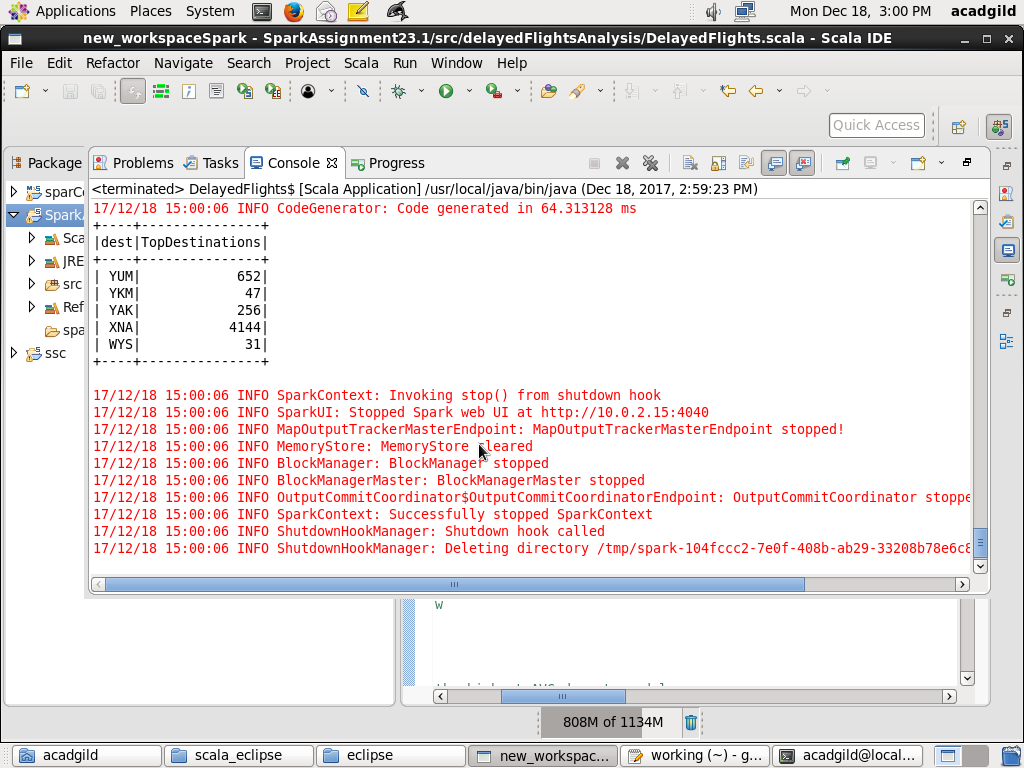 Applications Places System Mon Dec 18, 3:00 PM acadgild
new_workspaceSpark - SparkAssignment23.1/src/delayedFlightsAnalysis/DelayedFlights.scala - Scala IDE
File Edit Refactor Navigate Search Project Scala Run Window Help
Quick Access
Package Problems Tasks Console Progress
<terminated> DelayedFlights$ [Scala Application] /usr/local/java/bin/java (Dec 18, 2017, 2:59:23 PM)
sparC
Spark
Sca
JRE
src
Ref
spa
ssc
17/12/18 15:00:06 INFO CodeGenerator: Code generated in 64.313128 ms
+----+---------------+
|dest|TopDestinations|
+----+---------------+
| YUM| 652|
| YKM| 47|
| YAK| 256|
| XNA| 4144|
| WYS| 31|
+----+---------------+
17/12/18 15:00:06 INFO SparkContext: Invoking stop() from shutdown hook
17/12/18 15:00:06 INFO SparkUI: Stopped Spark web UI at http://10.0.2.15:4040
17/12/18 15:00:06 INFO MapOutputTrackerMasterEndpoint: MapOutputTrackerMasterEndpoint stopped!
17/12/18 15:00:06 INFO MemoryStore: MemoryStore cleared
17/12/18 15:00:06 INFO BlockManager: BlockManager stopped
17/12/18 15:00:06 INFO BlockManagerMaster: BlockManagerMaster stopped
17/12/18 15:00:06 INFO OutputCommitCoordinator$OutputCommitCoordinatorEndpoint: OutputCommitCoordinator stoppe
17/12/18 15:00:06 INFO SparkContext: Successfully stopped SparkContext
17/12/18 15:00:06 INFO ShutdownHookManager: Shutdown hook called
17/12/18 15:00:06 INFO ShutdownHookManager: Deleting directory /tmp/spark-104fccc2-7e0f-408b-ab29-33208b78e6c8
w
808M of 1134M
acadgild scala_eclipse eclipse new_workspac... working (~) - g... acadgild@local...